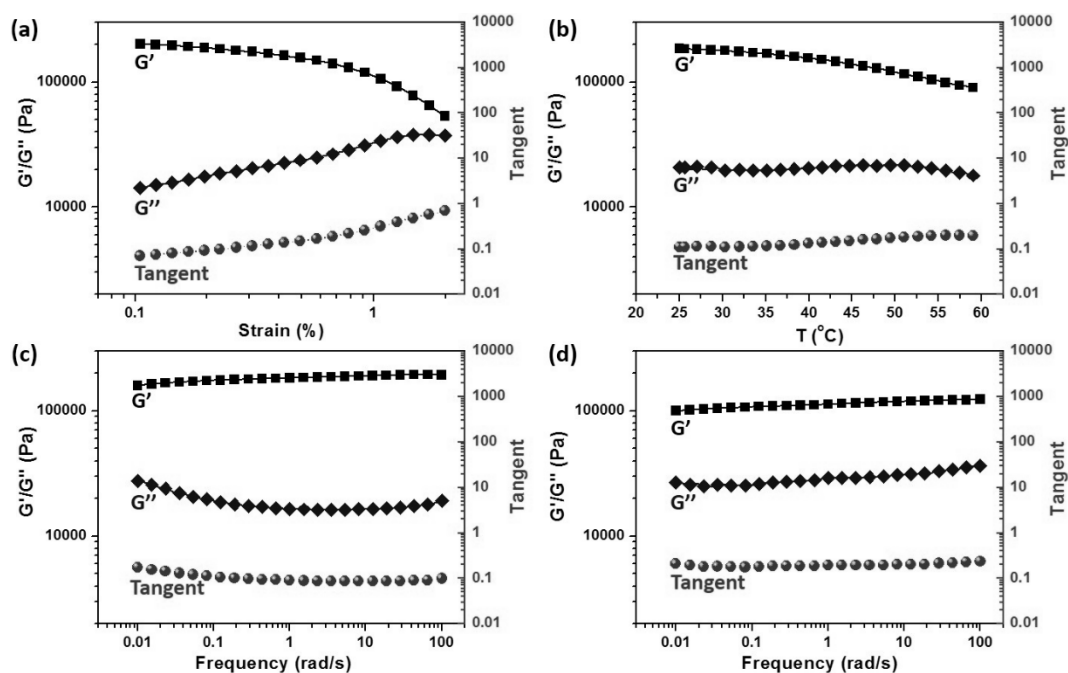 (a)
G'/G'' (Pa)
100000
10000
G'
G''
Tangent
10000
1000
100
10
1
0.1
0.01
Tangent
0.1
1
Strain (%)
(b)
G'/G'' (Pa)
100000
10000
G'
G''
Tangent
10000
1000
100
10
1
0.1
0.01
Tangent
20 25 30 35 40 45 50 55 60
T (°C)
(c)
G'/G'' (Pa)
100000
10000
G'
G''
Tangent
10000
1000
100
10
1
0.1
0.01
Tangent
0.01 0.1 1 10 100
Frequency (rad/s)
(d)
G'/G'' (Pa)
100000
10000
G'
G''
Tangent
10000
1000
100
10
1
0.1
0.01
Tangent
0.01 0.1 1 10 100
Frequency (rad/s)